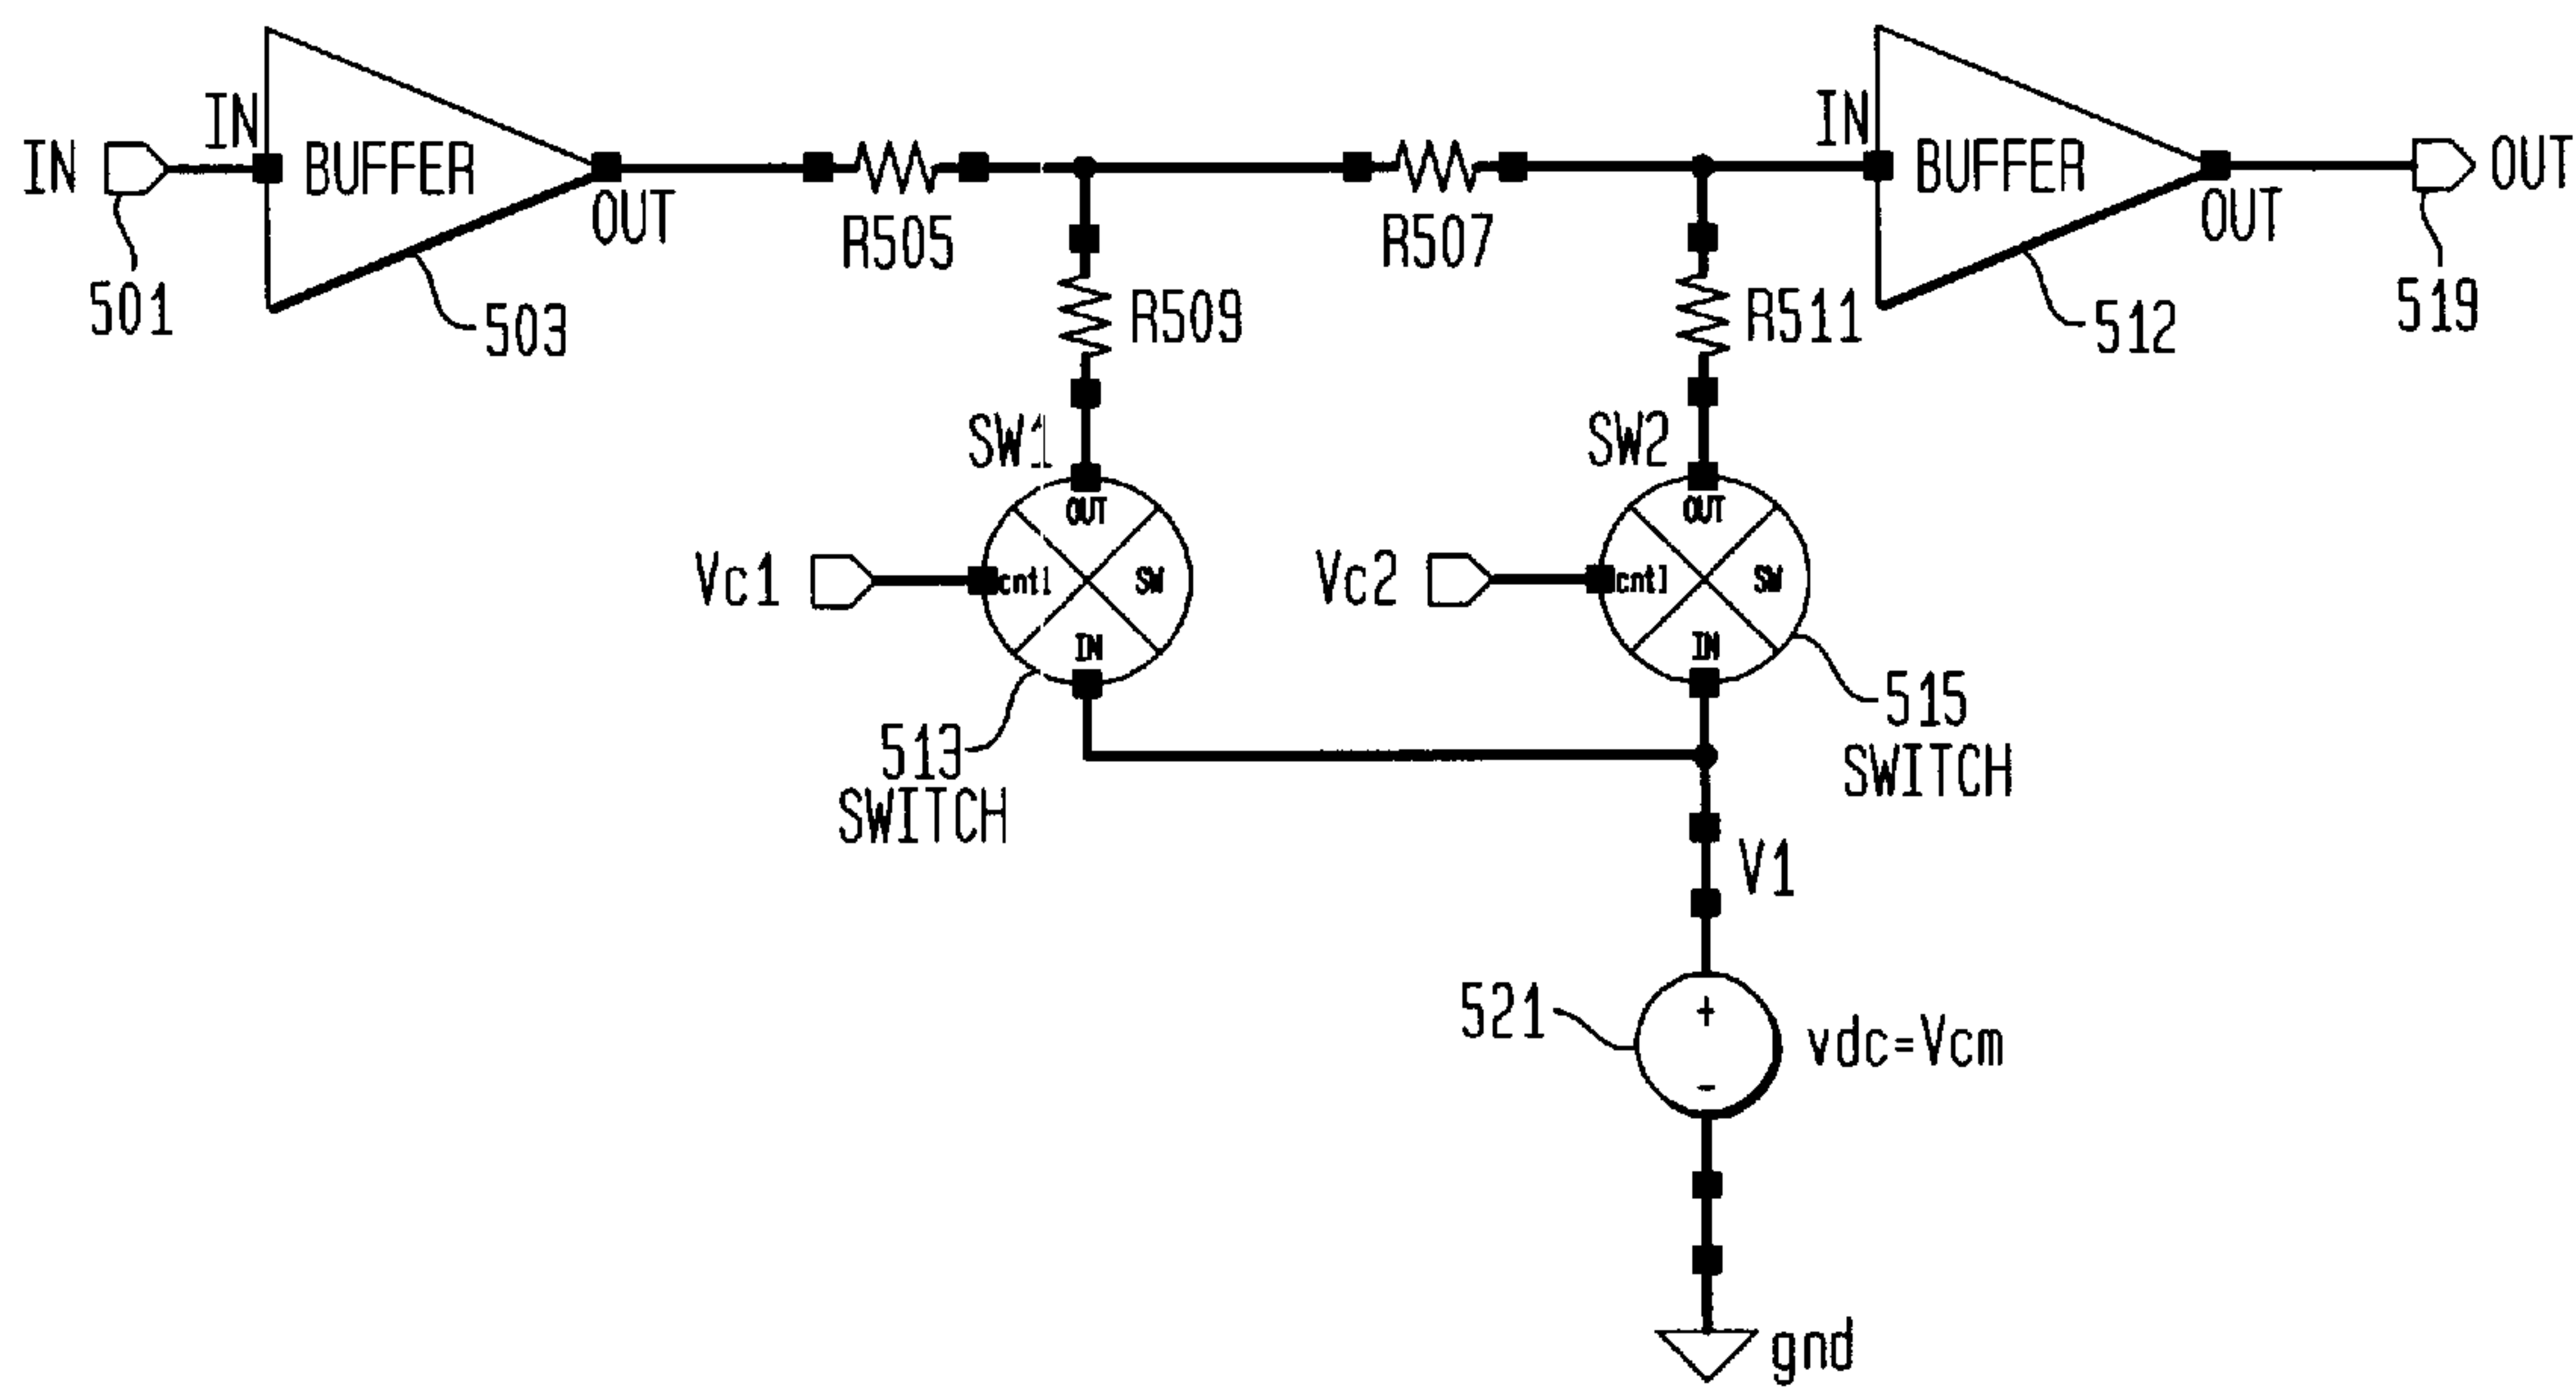 IN
IN
BUFFER
OUT
501
503
R505
R507
IN
BUFFER
OUT
OUT
512
519
R509
R511
SW1
SW2
OUT
cntl
SW
IN
Vc1
OUT
cntl
SW
IN
Vc2
513
SWITCH
515
SWITCH
V1
521
+
-
vdc=Vcm
gnd